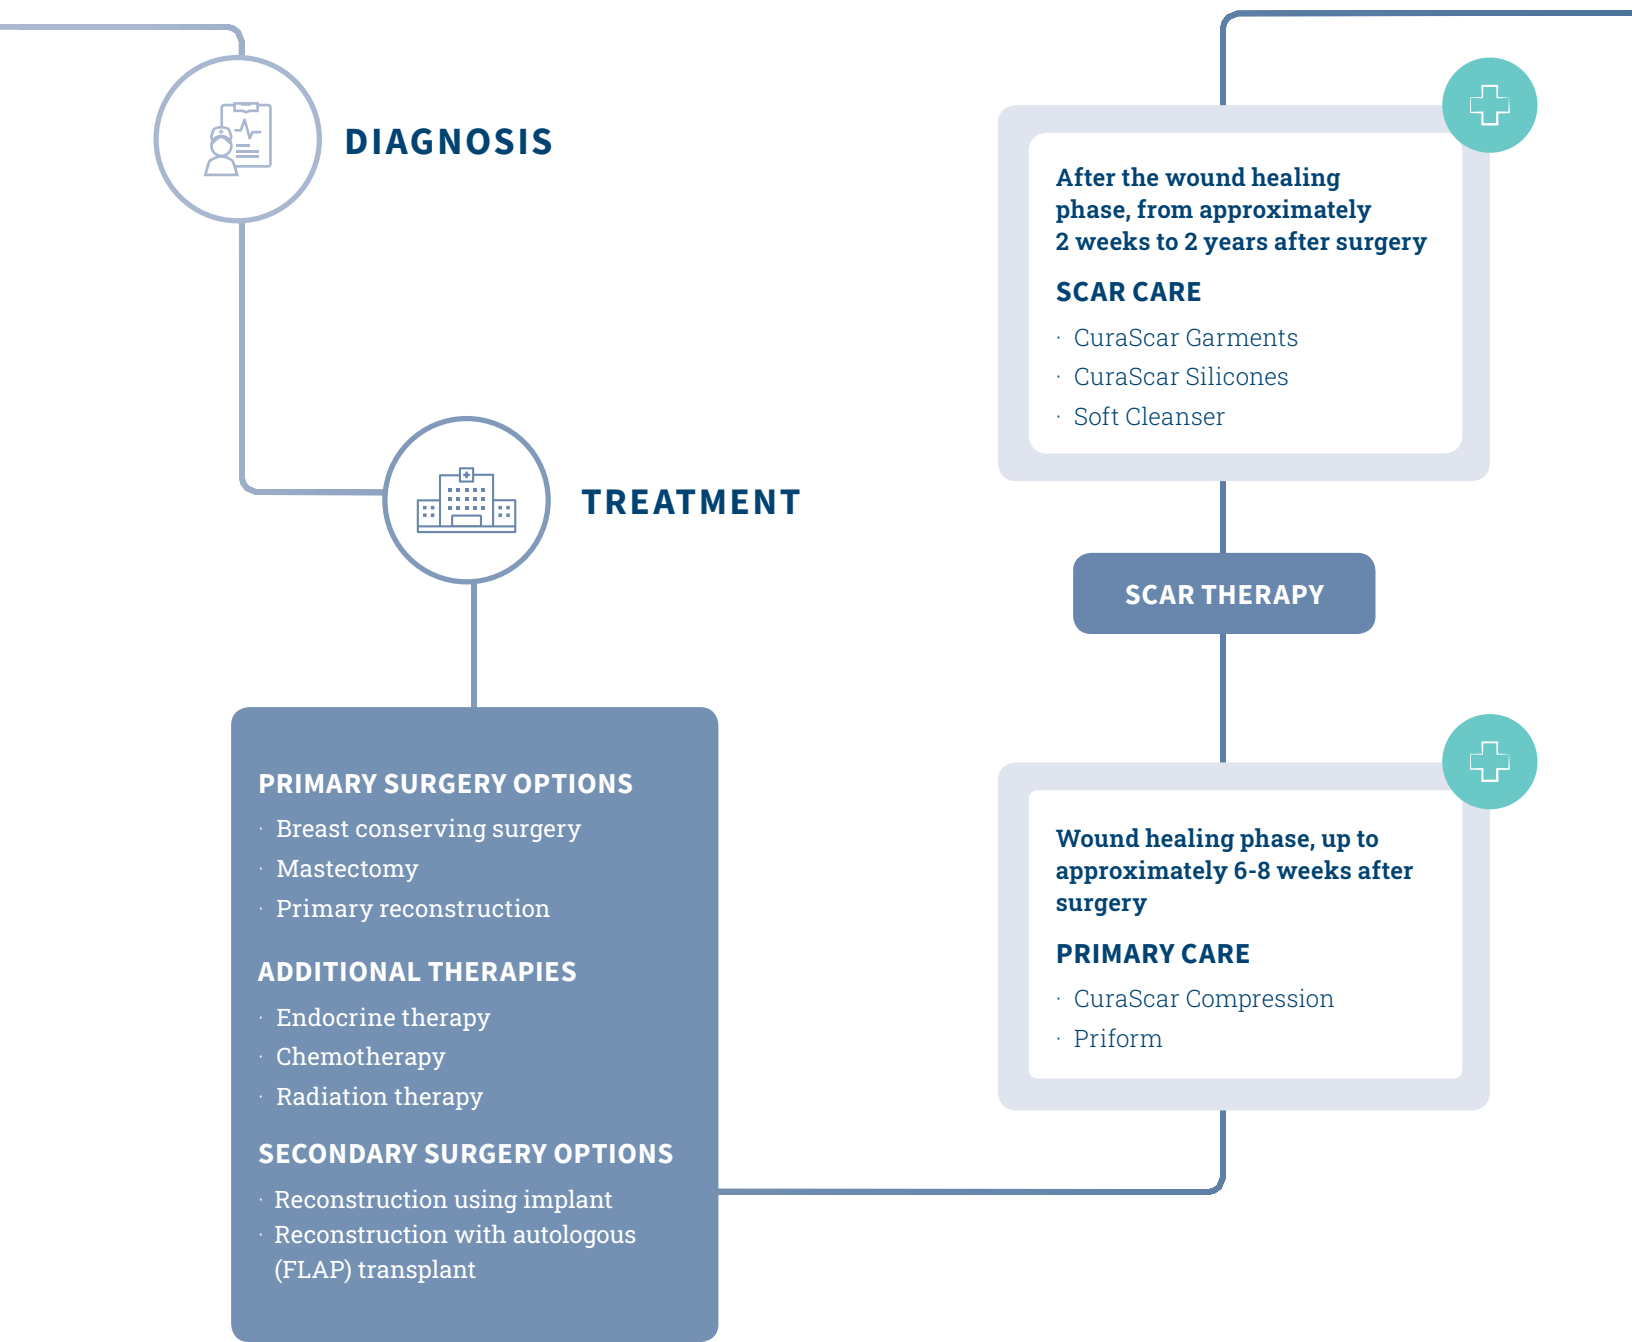 DIAGNOSIS
TREATMENT
PRIMARY SURGERY OPTIONS
· Breast conserving surgery
· Mastectomy
· Primary reconstruction
ADDITIONAL THERAPIES
· Endocrine therapy
· Chemotherapy
· Radiation therapy
SECONDARY SURGERY OPTIONS
· Reconstruction using implant
· Reconstruction with autologous
(FLAP) transplant
After the wound healing
phase, from approximately
2 weeks to 2 years after surgery
SCAR CARE
· CuraScar Garments
· CuraScar Silicones
· Soft Cleanser
SCAR THERAPY
Wound healing phase, up to
approximately 6-8 weeks after
surgery
PRIMARY CARE
· CuraScar Compression
· Priform